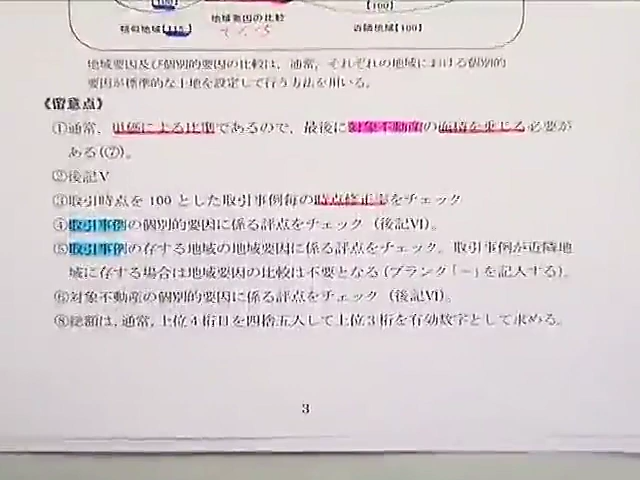 [100]
[100]
地域要因の比較
類似地域【115】
近隣地域【100】
地域要因及び個別的要因の比較は、通常、それぞれの地域における個別的
要因が標準的な土地を設定して行う方法を用いる。
《留意点》
①通常、単価による比準であるので、最後に対象不動産の面積を乗じる必要が
ある(⑦)。
②後記Ⅴ
③取引時点を 100 とした取引事例毎の時点修正率をチェック
④取引事例の個別的要因に係る評点をチェック（後記Ⅵ）。
⑤取引事例の存する地域の地域要因に係る評点をチェック。取引事例が近隣地
域に存する場合は地域要因の比較は不要となる(ブランク「－」を記入する)。
⑥対象不動産の個別的要因に係る評点をチェック（後記Ⅵ）。
⑧総額は、通常、上位４桁目を四捨五入して上位３桁を有効数字として求める。
3